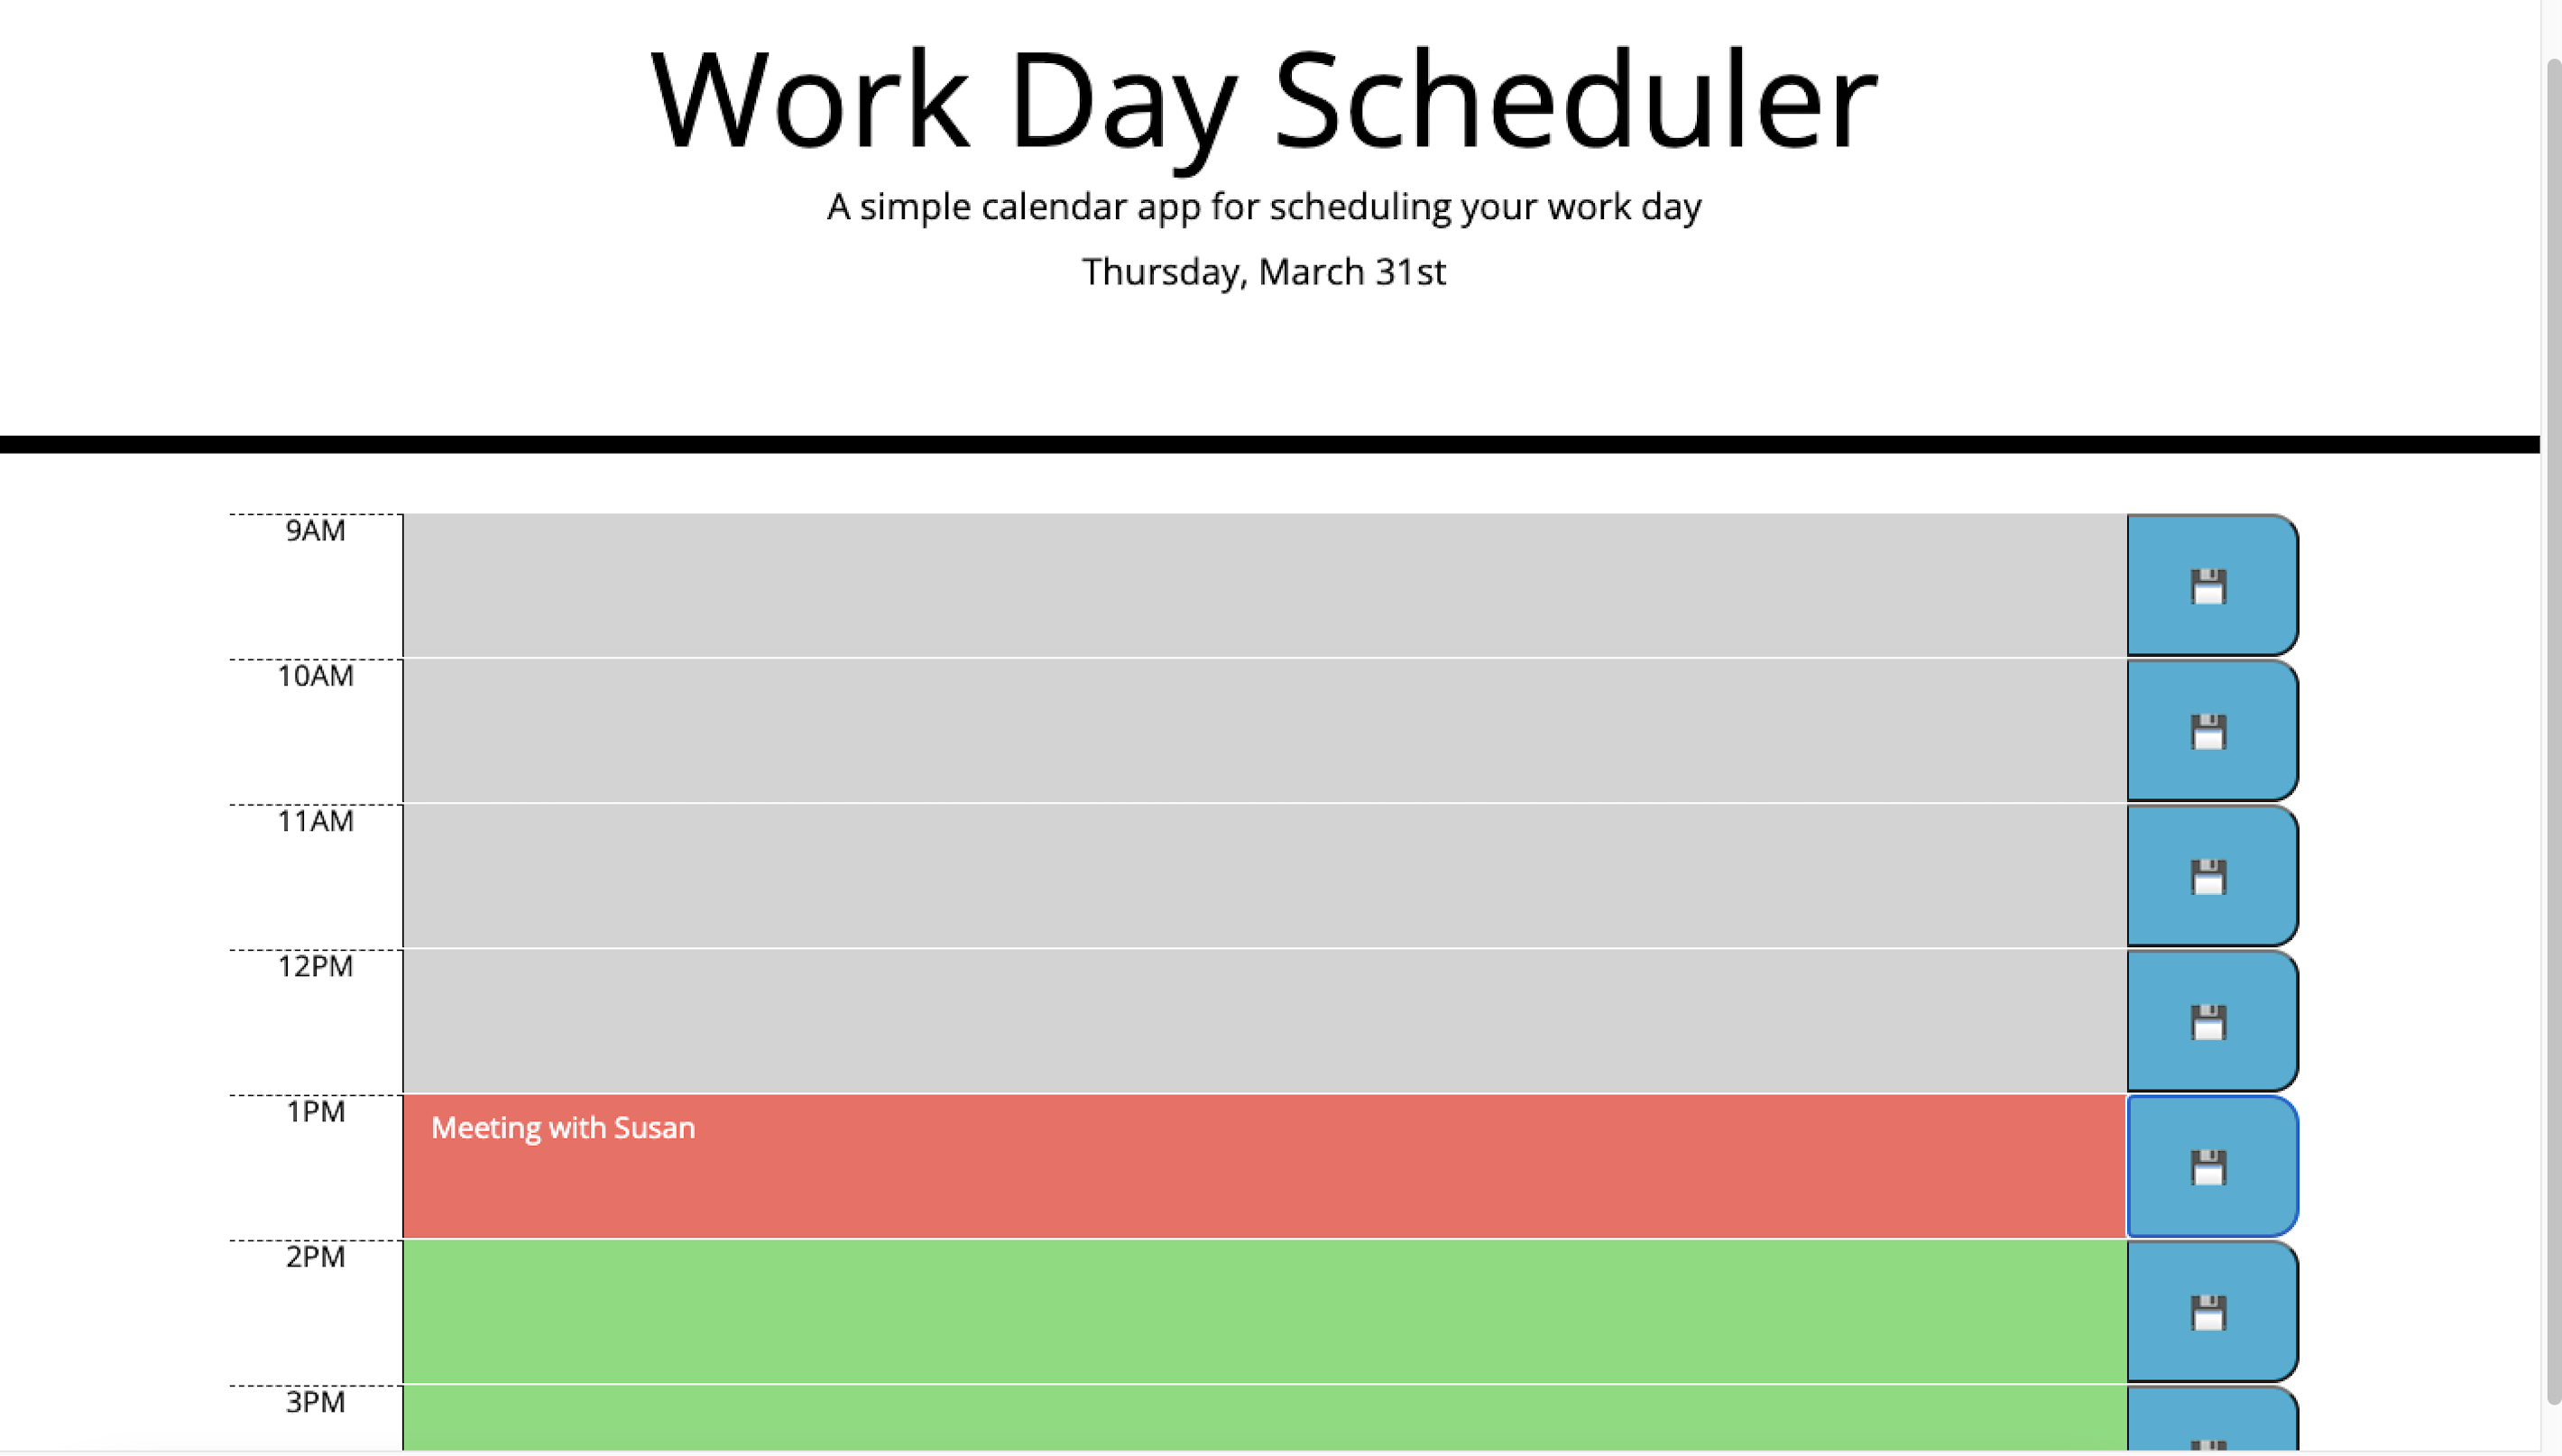 Work Day Scheduler
A simple calendar app for scheduling your work day
Thursday, March 31st
9AM
10AM
11AM
12PM
1PM
Meeting with Susan
2PM
3PM